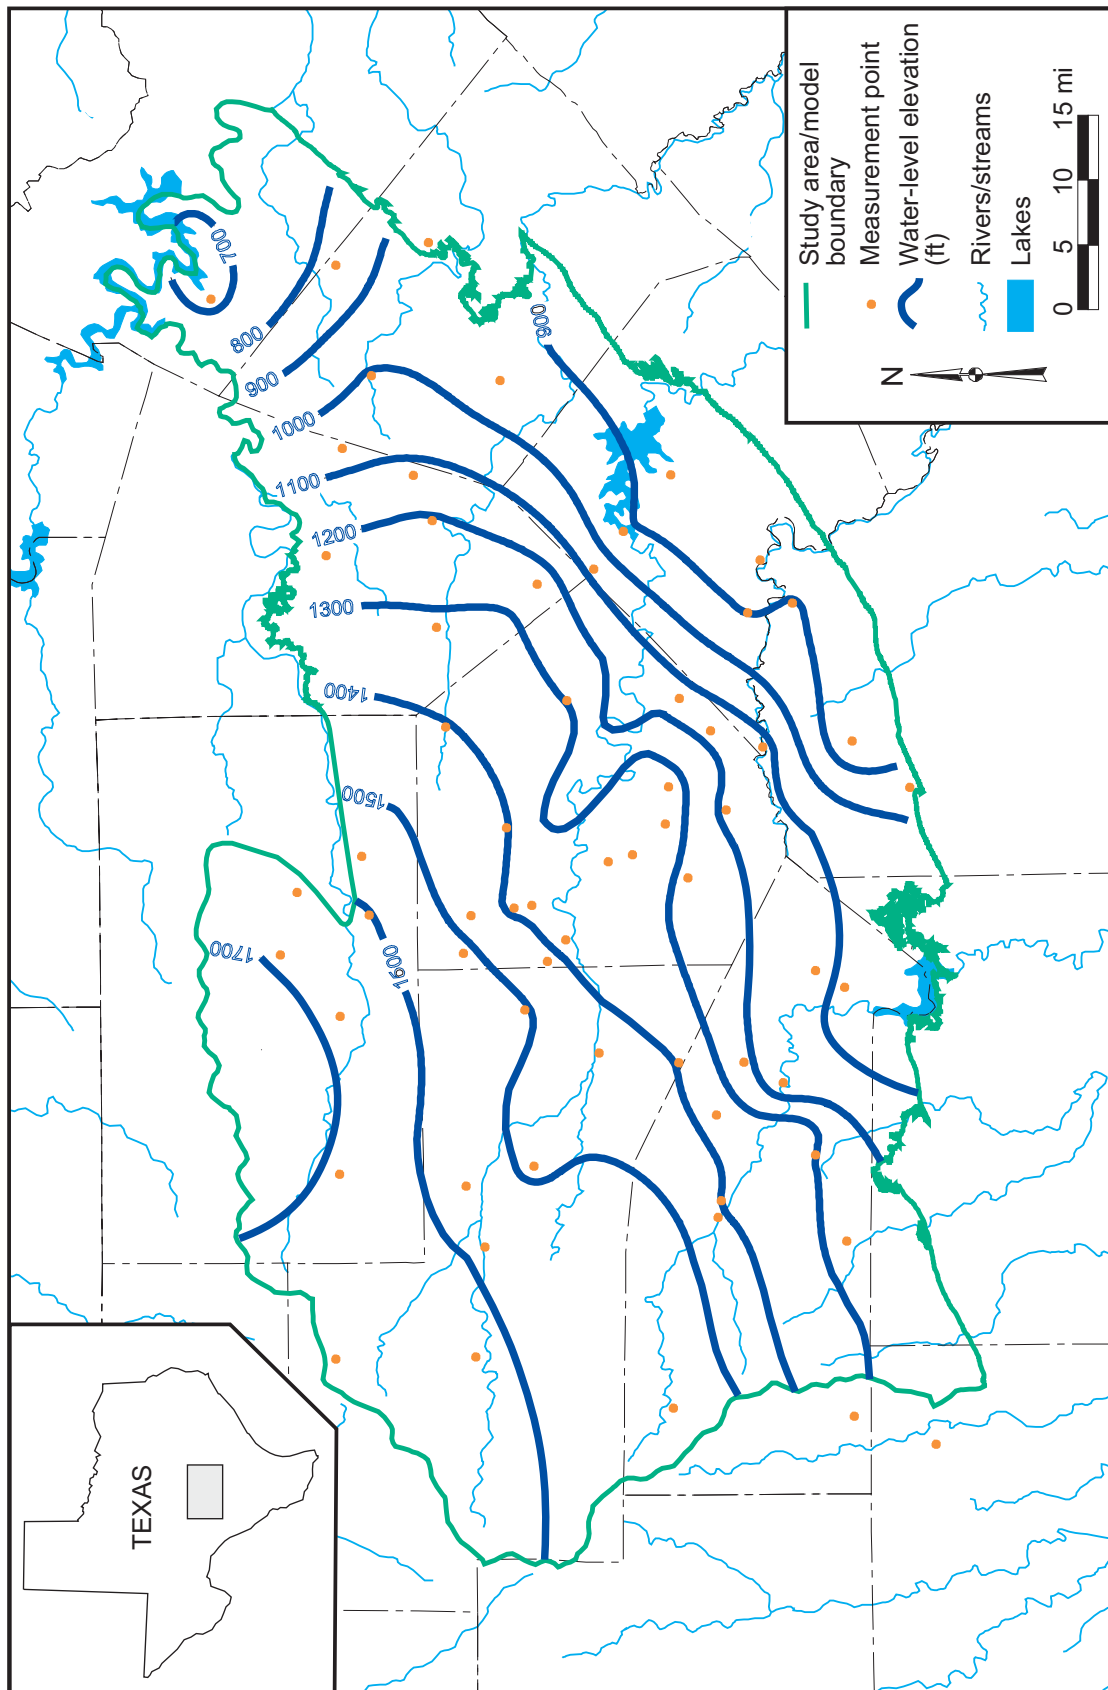 TEXAS
1700
700
800
900
1000
1100
1200
1300
1400
1500
1600
900
Study area/model
boundary
Measurement point
Water-level elevation
(ft)
Rivers/streams
Lakes
N
0 5 10 15 mi